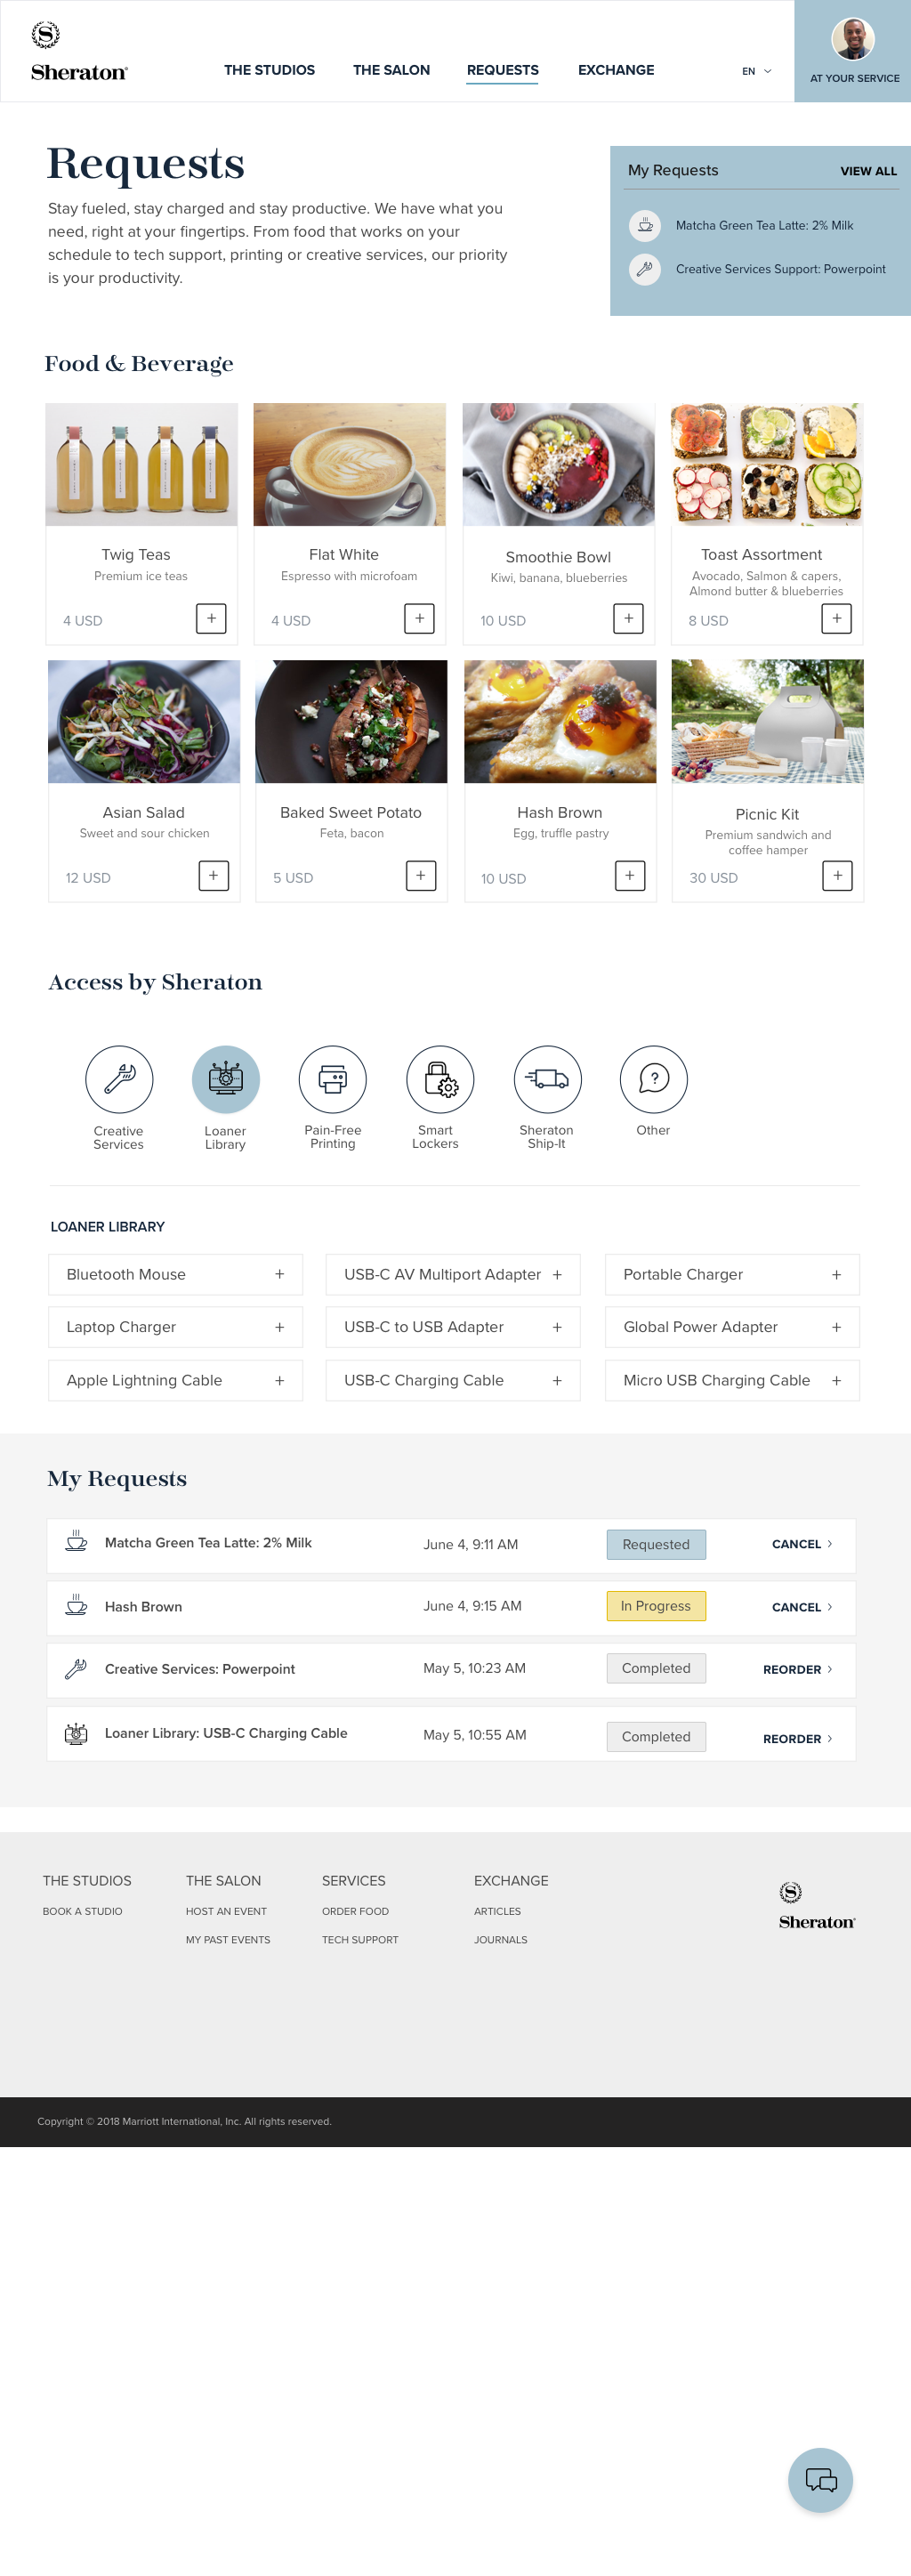 S
Sheraton®
THE STUDIOS
THE SALON
REQUESTS
EXCHANGE
EN
AT YOUR SERVICE
Requests
Stay fueled, stay charged and stay productive. We have what you
need, right at your fingertips. From food that works on your
schedule to tech support, printing or creative services, our priority
is your productivity.
My Requests
VIEW ALL
Matcha Green Tea Latte: 2% Milk
Creative Services Support: Powerpoint
Food & Beverage
Twig Teas
Premium ice teas
4 USD
+
Flat White
Espresso with microfoam
4 USD
+
Smoothie Bowl
Kiwi, banana, blueberries
10 USD
+
Toast Assortment
Avocado, Salmon & capers,
Almond butter & blueberries
8 USD
+
Asian Salad
Sweet and sour chicken
12 USD
+
Baked Sweet Potato
Feta, bacon
5 USD
+
Hash Brown
Egg, truffle pastry
10 USD
+
Picnic Kit
Premium sandwich and
coffee hamper
30 USD
+
Access by Sheraton
Creative
Services
Loaner
Library
Pain-Free
Printing
Smart
Lockers
Sheraton
Ship-It
?
Other
LOANER LIBRARY
Bluetooth Mouse +
USB-C AV Multiport Adapter +
Portable Charger +
Laptop Charger +
USB-C to USB Adapter +
Global Power Adapter +
Apple Lightning Cable +
USB-C Charging Cable +
Micro USB Charging Cable +
My Requests
Matcha Green Tea Latte: 2% Milk
June 4, 9:11 AM
Requested
CANCEL >
Hash Brown
June 4, 9:15 AM
In Progress
CANCEL >
Creative Services: Powerpoint
May 5, 10:23 AM
Completed
REORDER >
Loaner Library: USB-C Charging Cable
May 5, 10:55 AM
Completed
REORDER >
THE STUDIOS
BOOK A STUDIO
THE SALON
HOST AN EVENT
MY PAST EVENTS
SERVICES
ORDER FOOD
TECH SUPPORT
EXCHANGE
ARTICLES
JOURNALS
S
Sheraton®
Copyright © 2018 Marriott International, Inc. All rights reserved.